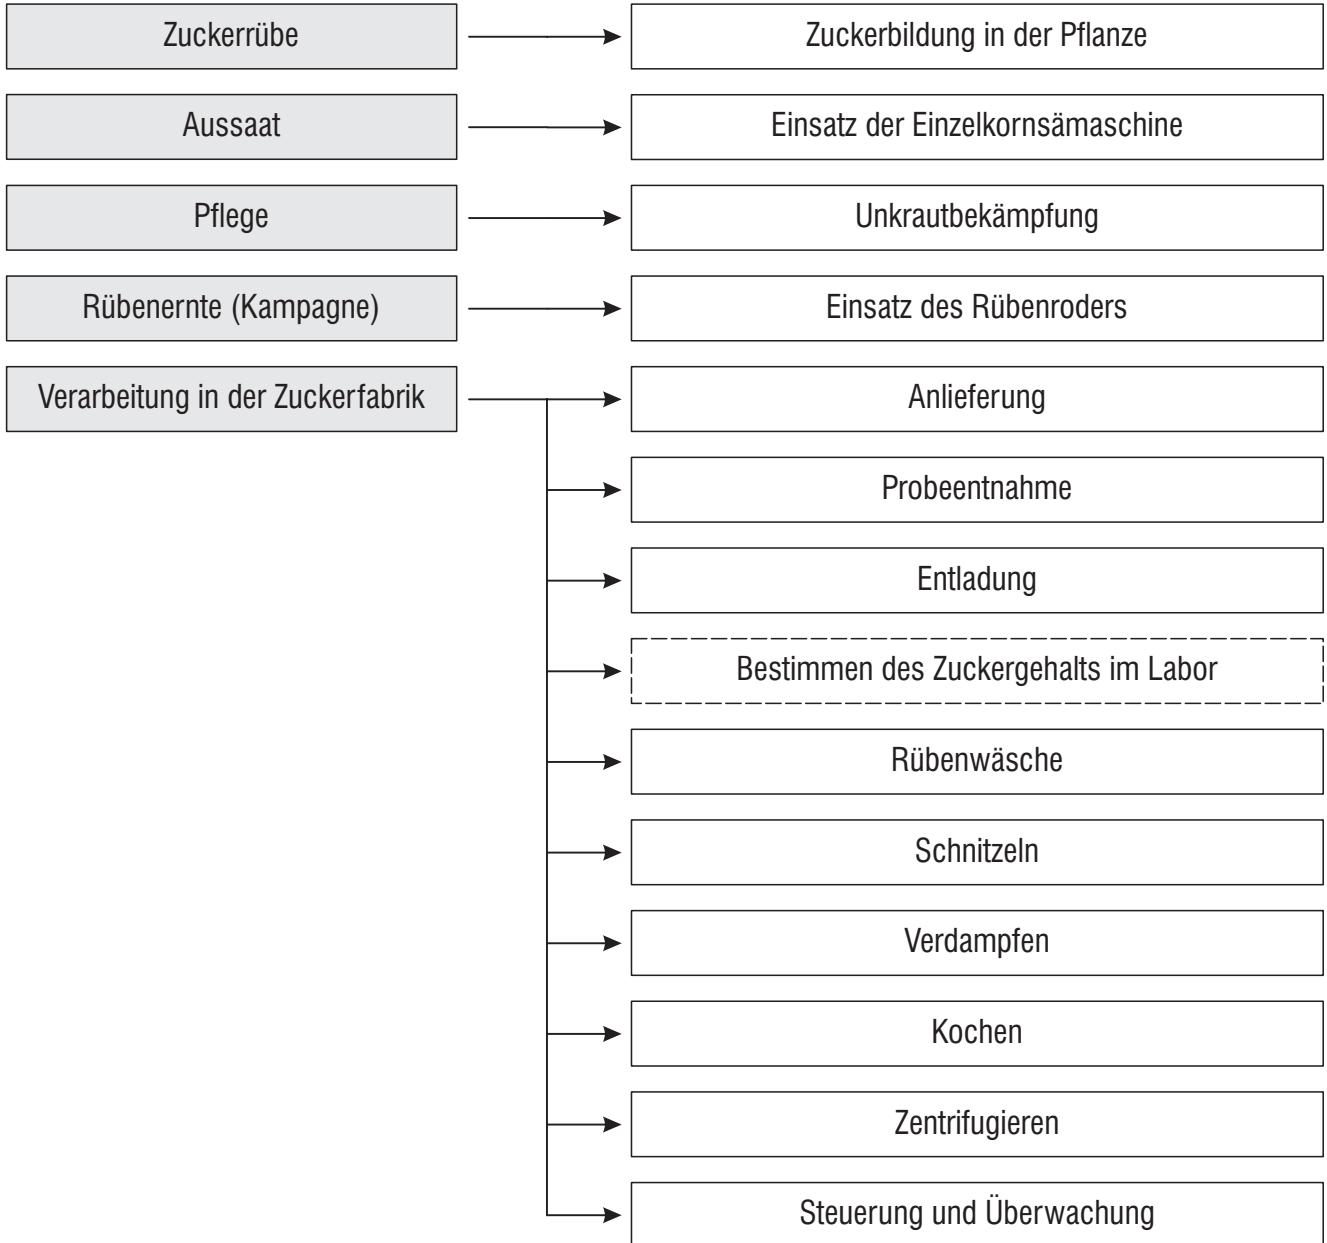 Zuckerrübe
Zuckerbildung in der Pflanze
Aussaat
Einsatz der Einzelkornsämaschine
Pflege
Unkrautbekämpfung
Rübenernte (Kampagne)
Einsatz des Rübenroders
Verarbeitung in der Zuckerfabrik
Anlieferung
Probeentnahme
Entladung
Bestimmen des Zuckergehalts im Labor
Rübenwäsche
Schnitzeln
Verdampfen
Kochen
Zentrifugieren
Steuerung und Überwachung